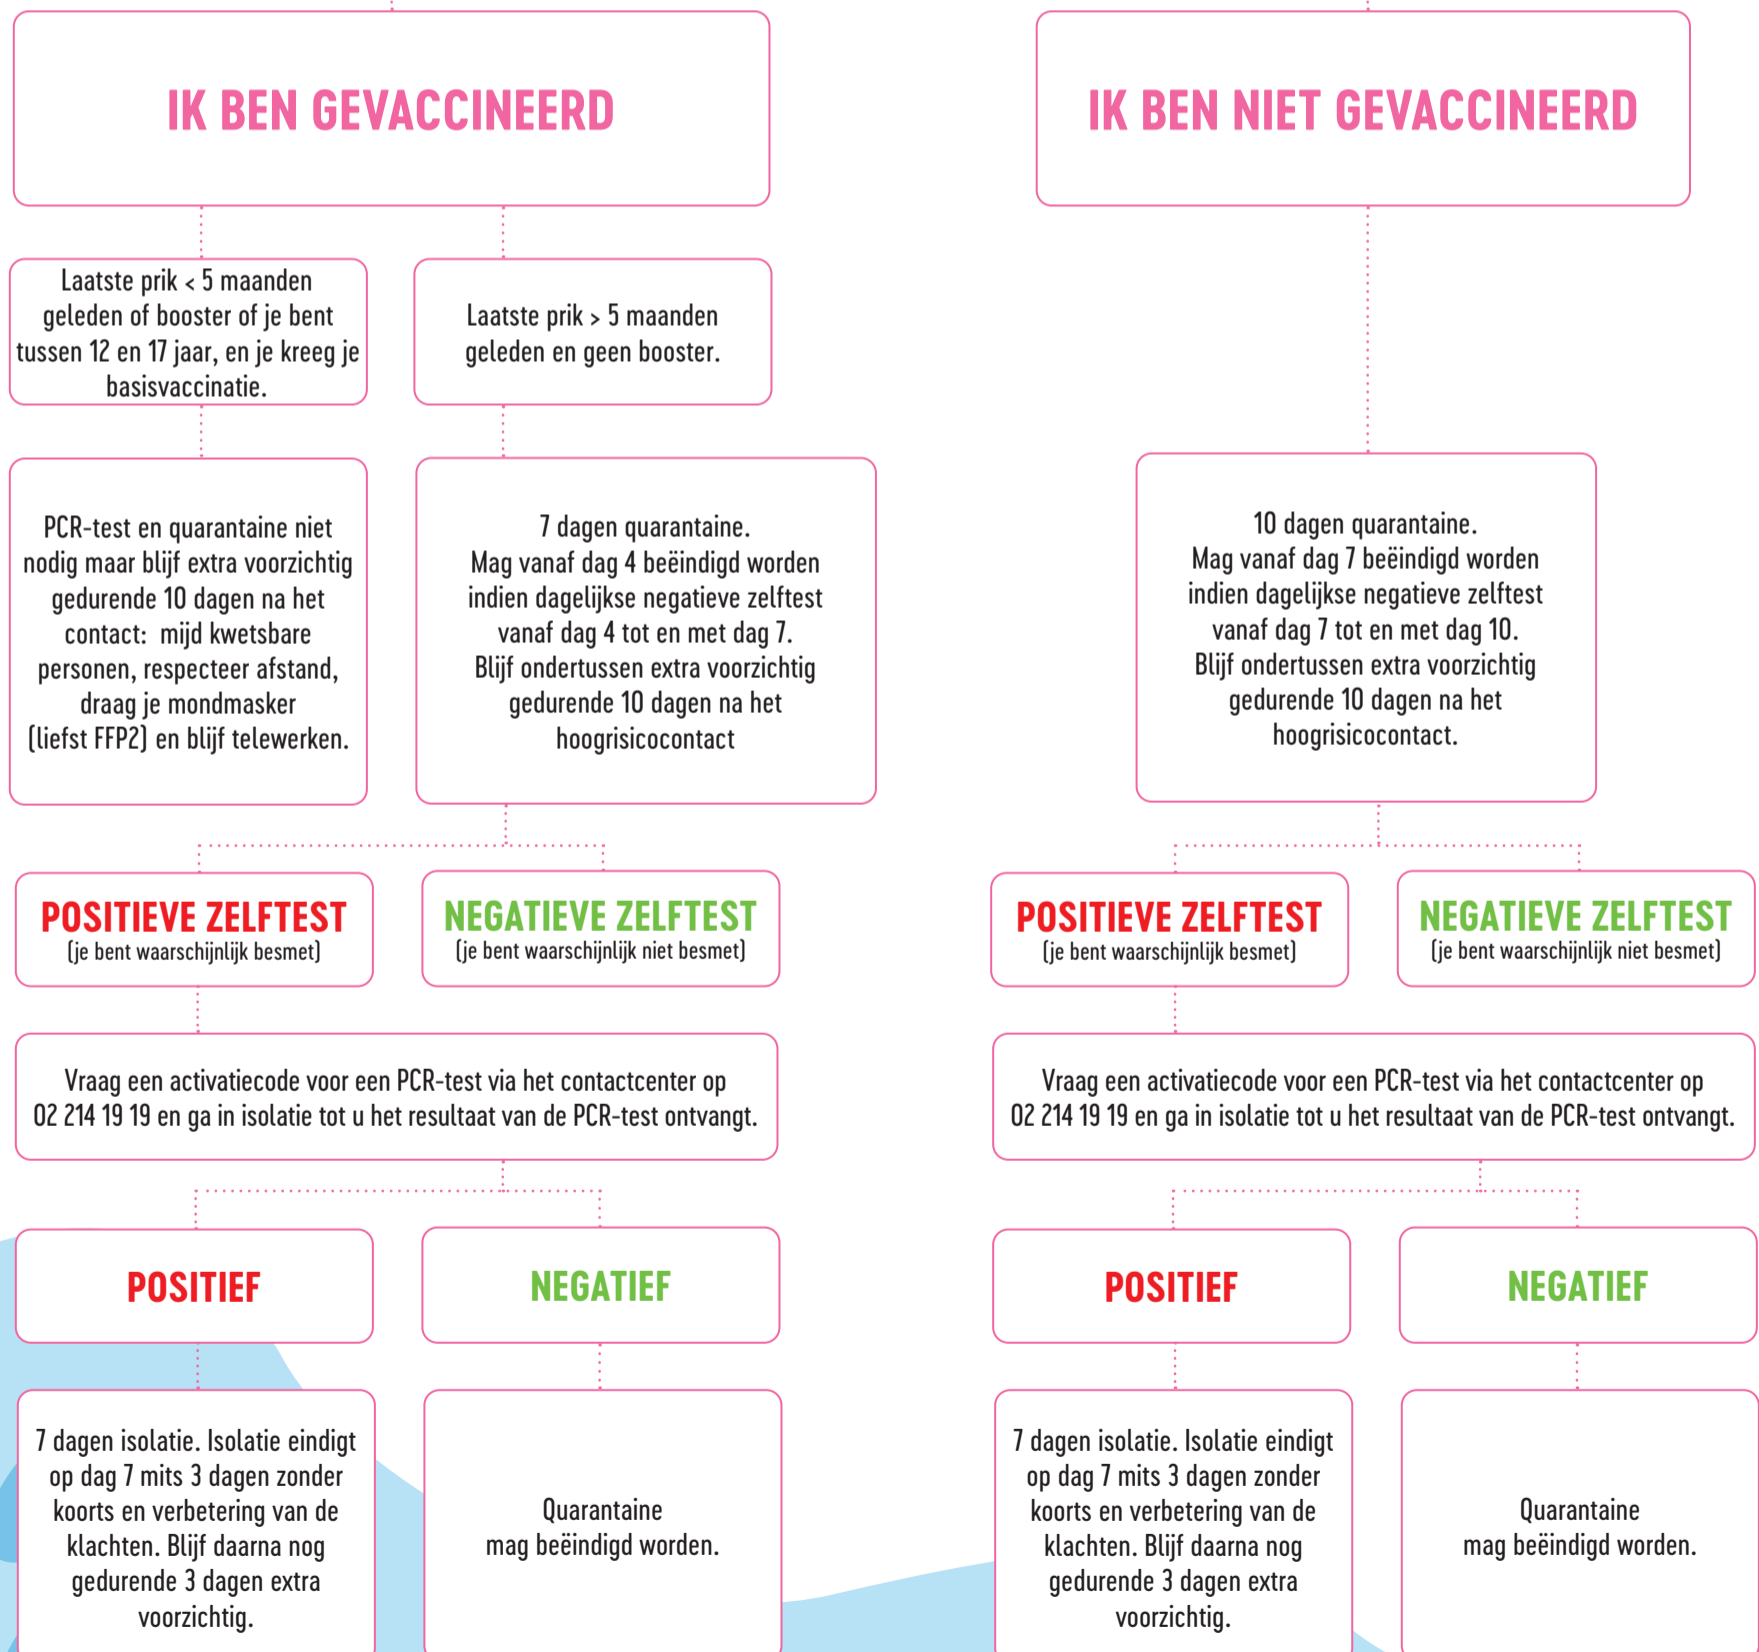 IK BEN GEVACCINEERD
IK BEN NIET GEVACCINEERD
Laatste prik < 5 maanden
geleden of booster of je bent
tussen 12 en 17 jaar, en je kreeg je
basisvaccinatie.
Laatste prik > 5 maanden
geleden en geen booster.
PCR-test en quarantaine niet
nodig maar blijf extra voorzichtig
gedurende 10 dagen na het
contact: mijd kwetsbare
personen, respecteer afstand,
draag je mondmasker
(liefst FFP2) en blijf telewerken.
7 dagen quarantaine.
Mag vanaf dag 4 beëindigd worden
indien dagelijkse negatieve zelftest
vanaf dag 4 tot en met dag 7.
Blijf ondertussen extra voorzichtig
gedurende 10 dagen na het
hoogrisicocontact
10 dagen quarantaine.
Mag vanaf dag 7 beëindigd worden
indien dagelijkse negatieve zelftest
vanaf dag 7 tot en met dag 10.
Blijf ondertussen extra voorzichtig
gedurende 10 dagen na het
hoogrisicocontact.
POSITIEVE ZELFTEST
(je bent waarschijnlijk besmet)
NEGATIEVE ZELFTEST
(je bent waarschijnlijk niet besmet)
POSITIEVE ZELFTEST
(je bent waarschijnlijk besmet)
NEGATIEVE ZELFTEST
(je bent waarschijnlijk niet besmet)
Vraag een activatiecode voor een PCR-test via het contactcenter op
02 214 19 19 en ga in isolatie tot u het resultaat van de PCR-test ontvangt.
Vraag een activatiecode voor een PCR-test via het contactcenter op
02 214 19 19 en ga in isolatie tot u het resultaat van de PCR-test ontvangt.
POSITIEF
NEGATIEF
POSITIEF
NEGATIEF
7 dagen isolatie. Isolatie eindigt
op dag 7 mits 3 dagen zonder
koorts en verbetering van de
klachten. Blijf daarna nog
gedurende 3 dagen extra
voorzichtig.
Quarantaine
mag beëindigd worden.
7 dagen isolatie. Isolatie eindigt
op dag 7 mits 3 dagen zonder
koorts en verbetering van de
klachten. Blijf daarna nog
gedurende 3 dagen extra
voorzichtig.
Quarantaine
mag beëindigd worden.